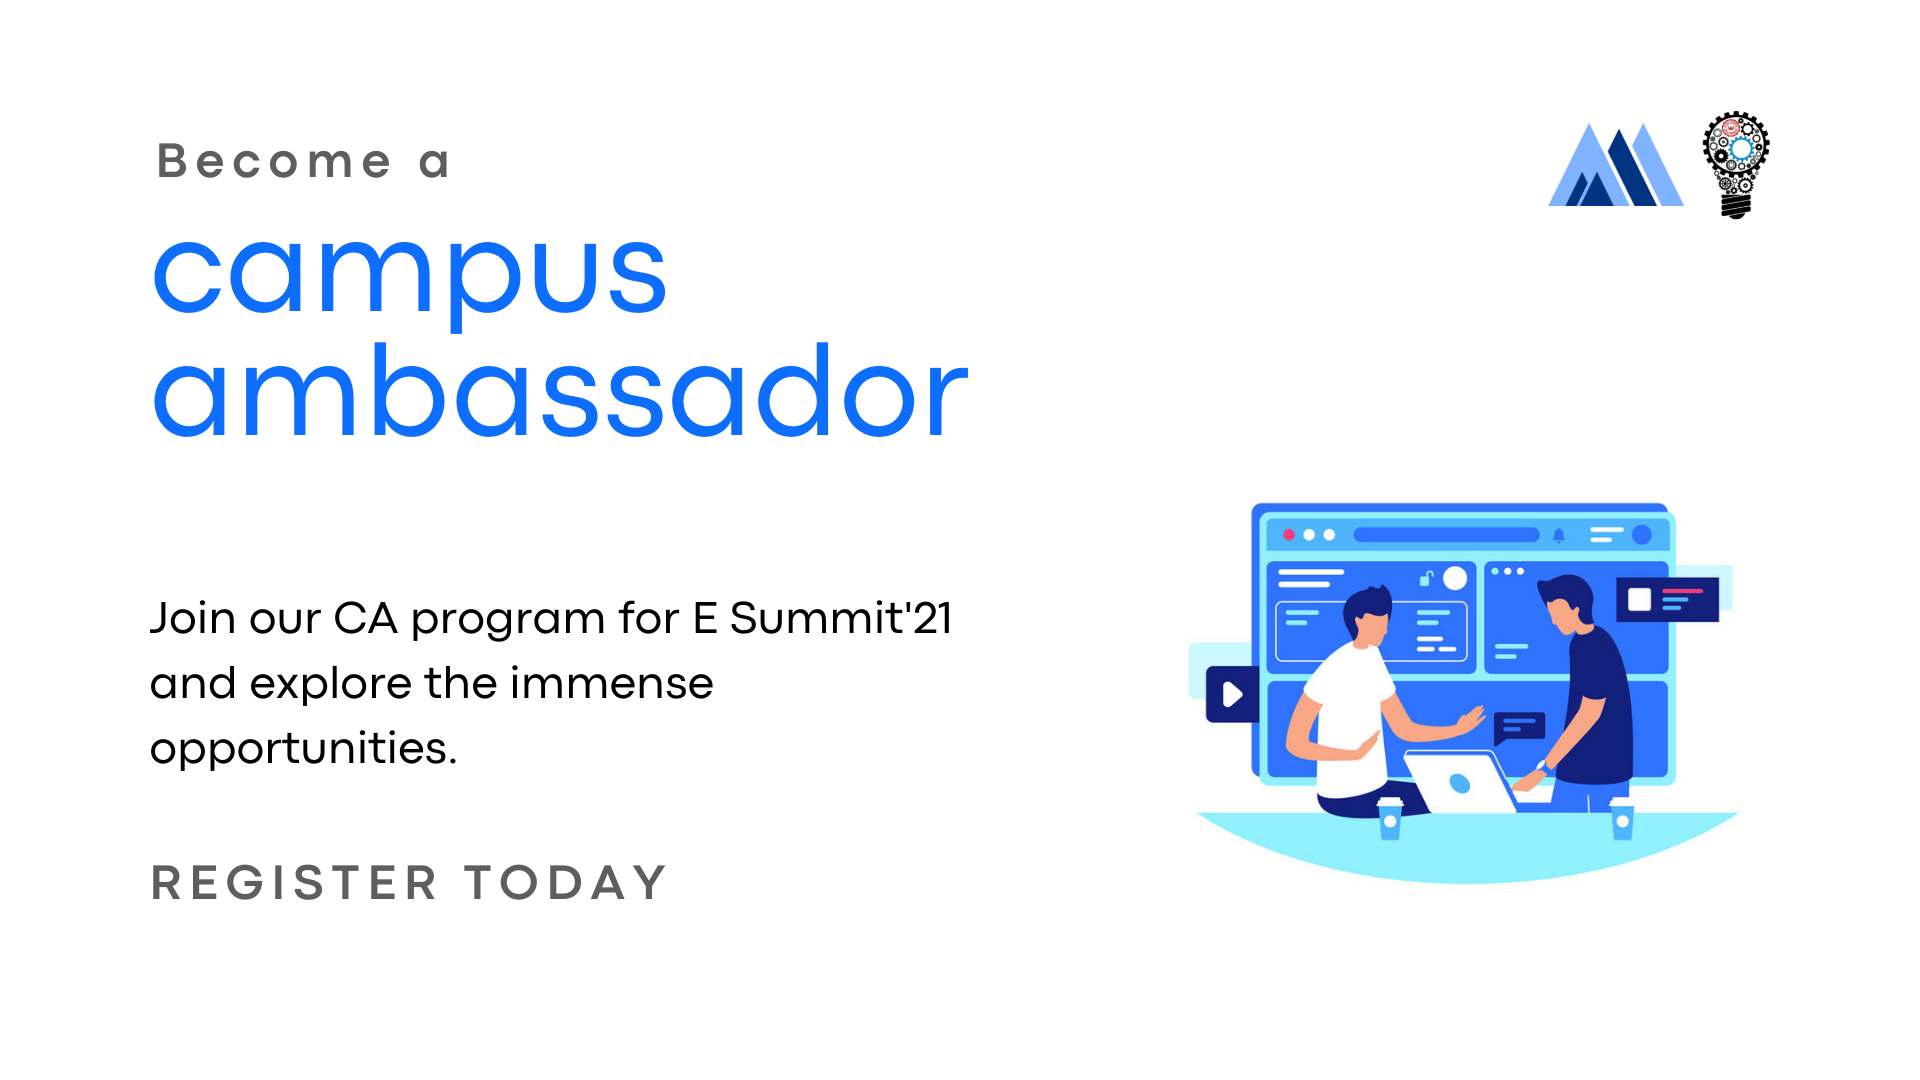 Become a
campus
ambassador
Join our CA program for E Summit'21
and explore the immense
opportunities.
REGISTER TODAY